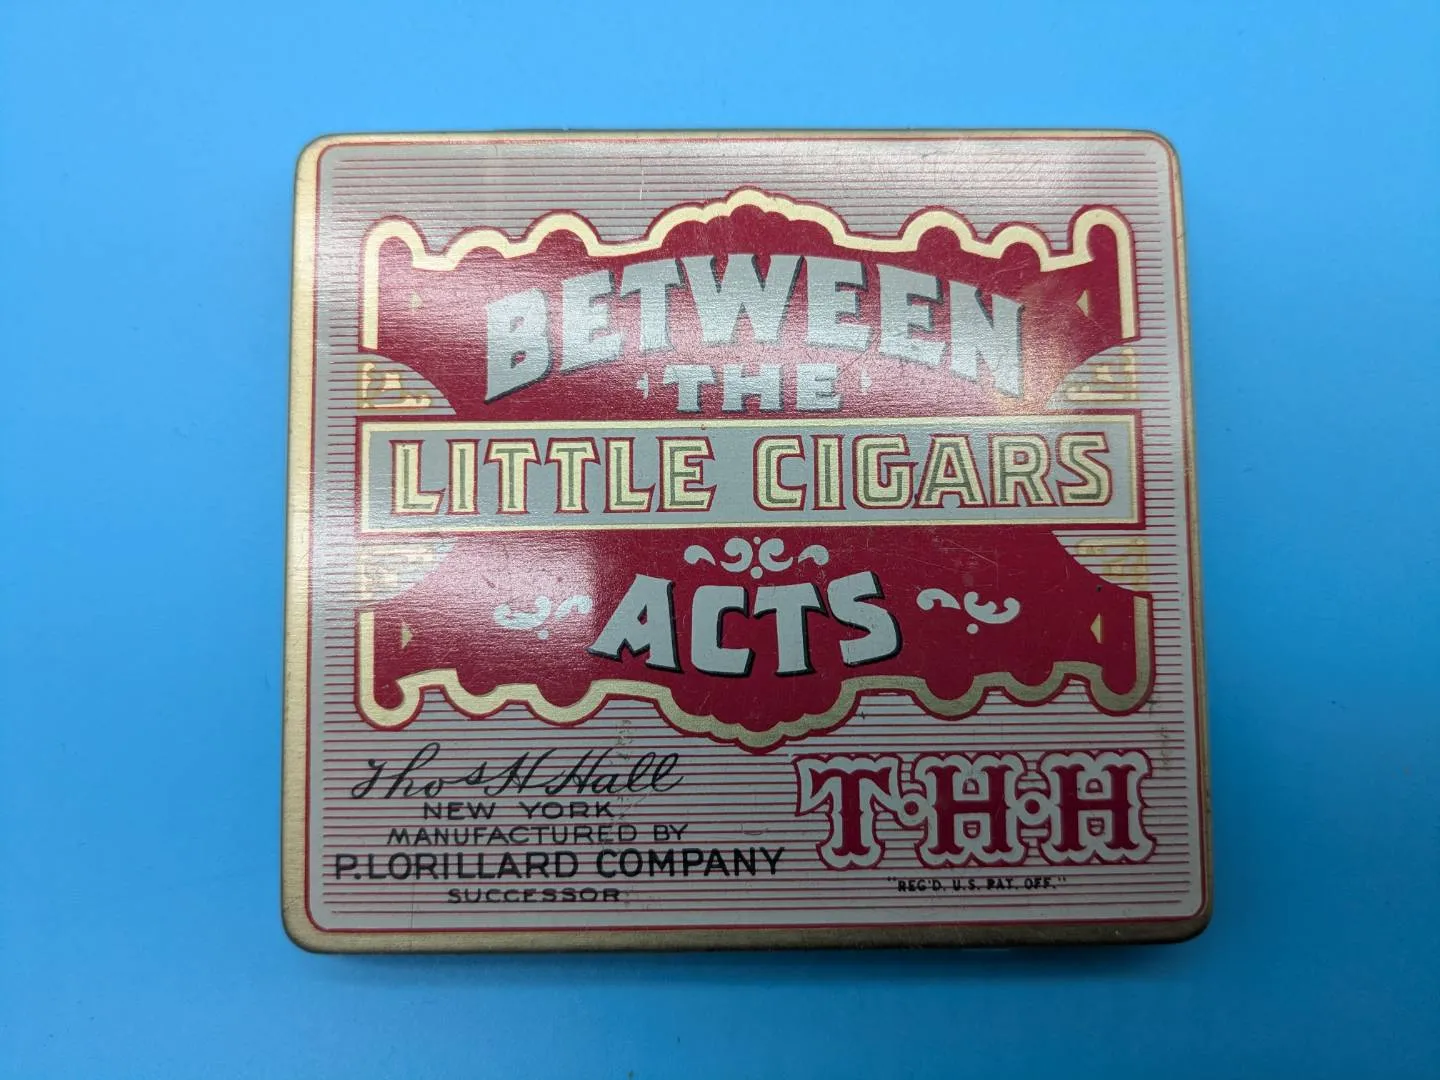 BETWEEN
THE
LITTLE CIGARS
ACTS
Thos H Hall
NEW YORK
MANUFACTURED BY
P. LORILLARD COMPANY
SUCCESSOR
T·H·H
"REG'D. U.S. PAT. OFF."